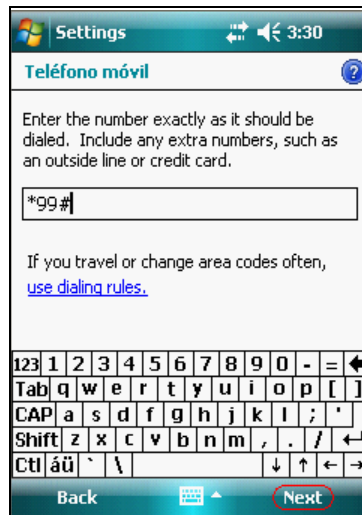 Settings 3:30
Teléfono móvil ?
Enter the number exactly as it should be
dialed. Include any extra numbers, such as
an outside line or credit card.
*99#
If you travel or change area codes often,
use dialing rules.
123 1 2 3 4 5 6 7 8 9 0 - =
Tab q w e r t y u i o p [ ]
CAP a s d f g h j k l ; '
Shift z x c v b n m , . /
Ctl áü ` \
Back Next